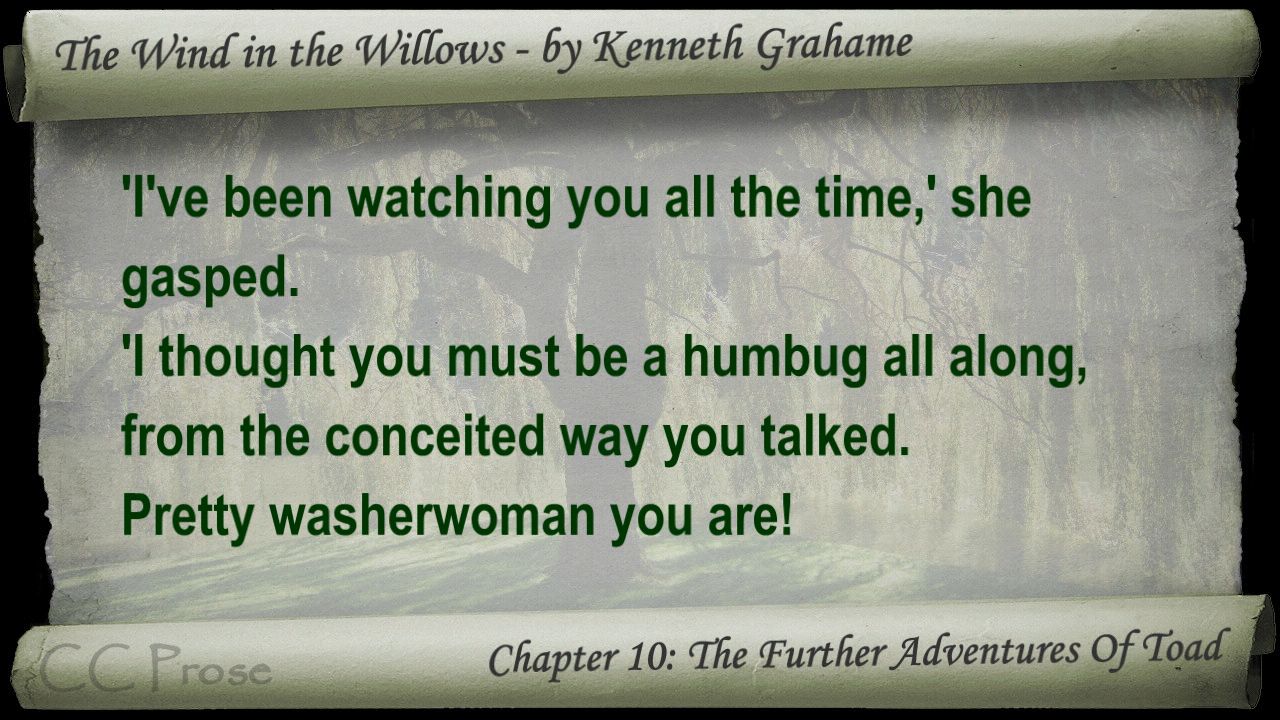 The Wind in the Willows - by Kenneth Grahame
'I've been watching you all the time,' she
gasped.
'I thought you must be a humbug all along,
from the conceited way you talked.
Pretty washerwoman you are!
CC Prose
Chapter 10: The Further Adventures Of Toad